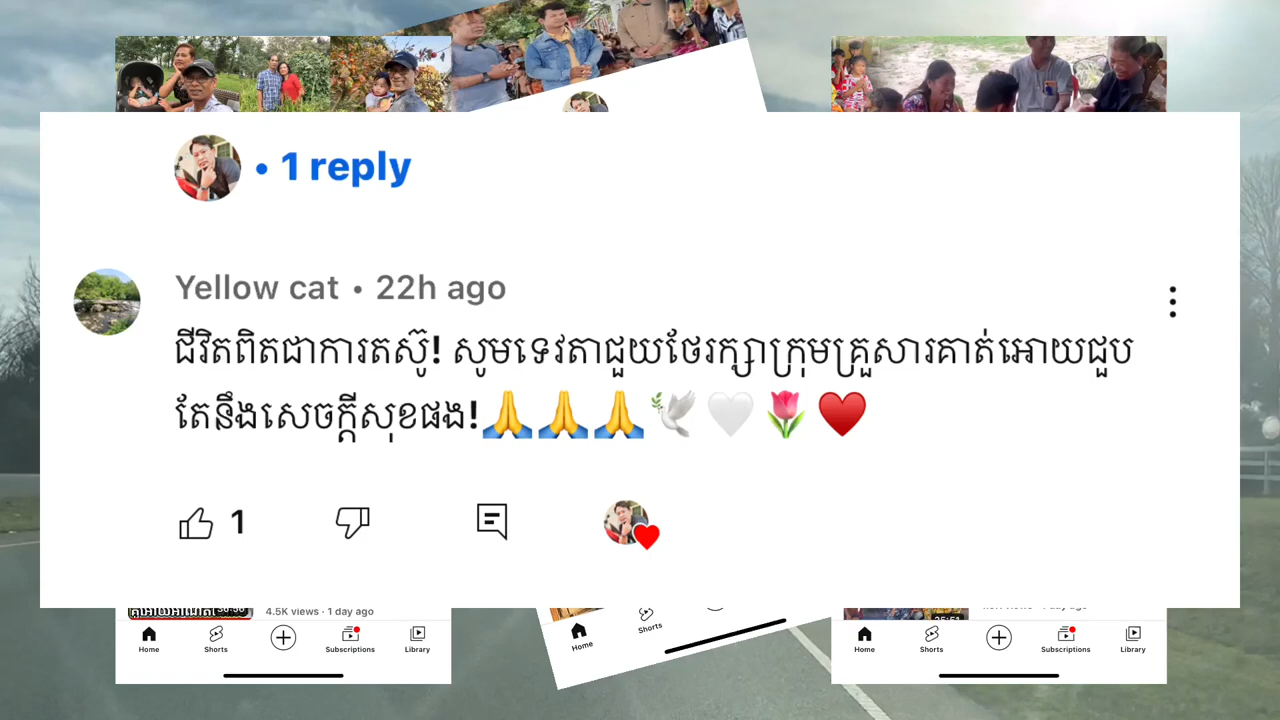 • 1 reply
Yellow cat • 22h ago
ជីវិតពិតជាការតស៊ូ! សូមទេវតាជួយថែរក្សាក្រុមគ្រួសារគាត់អោយជួប
តែនឹងសេចក្តីសុខផង!🙏🙏🙏🕊️🤍🌷♥️
1
4.5K views · 1 day ago
Home Shorts Subscriptions Library
Home Shorts
25:51
Home Shorts Subscriptions Library